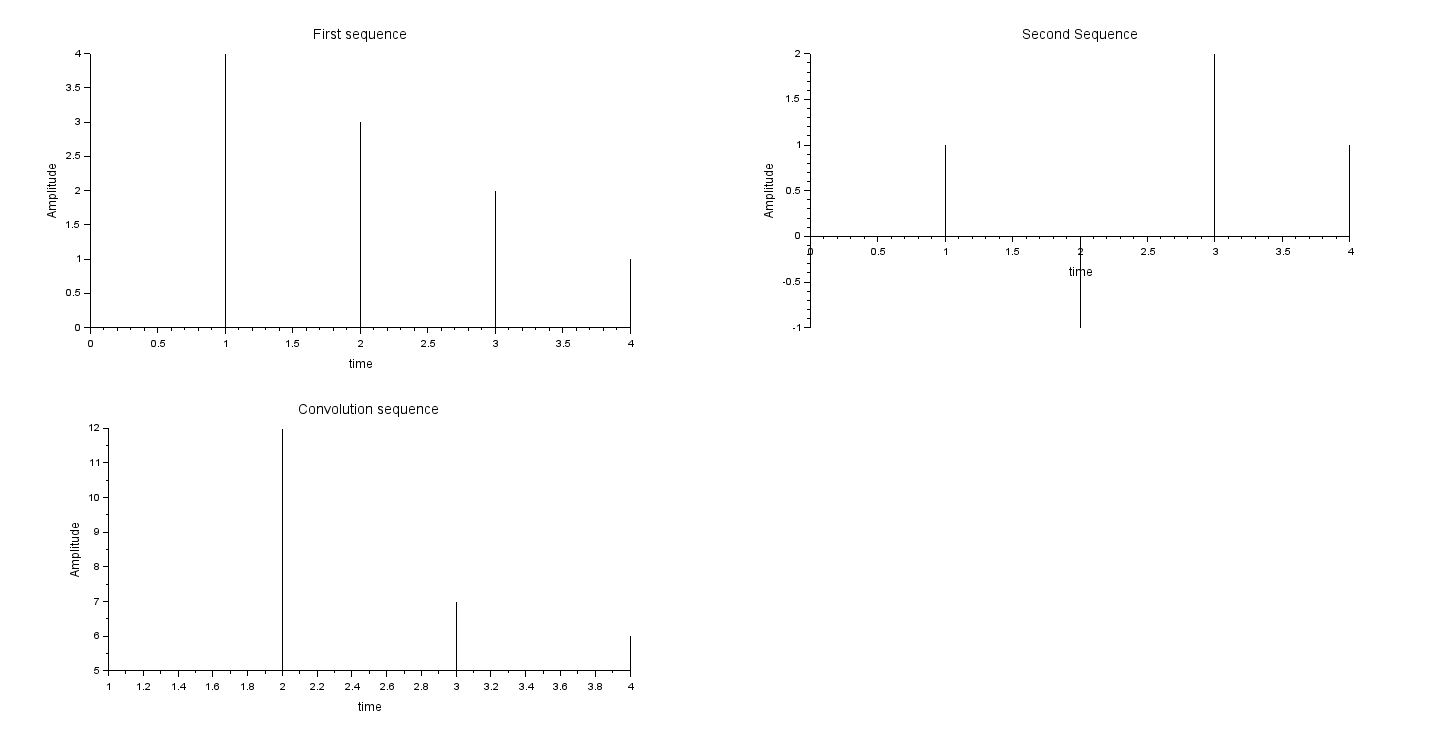 First sequence
4
3.5
3
2.5
2
1.5
1
0.5
0
Amplitude
0 0.5 1 1.5 2 2.5 3 3.5 4
time
Second Sequence
2
1.5
1
0.5
0
-0.5
-1
Amplitude
0 0.5 1 1.5 2 2.5 3 3.5 4
time
Convolution sequence
12
11
10
9
8
7
6
5
Amplitude
1 1.2 1.4 1.6 1.8 2 2.2 2.4 2.6 2.8 3 3.2 3.4 3.6 3.8 4
time